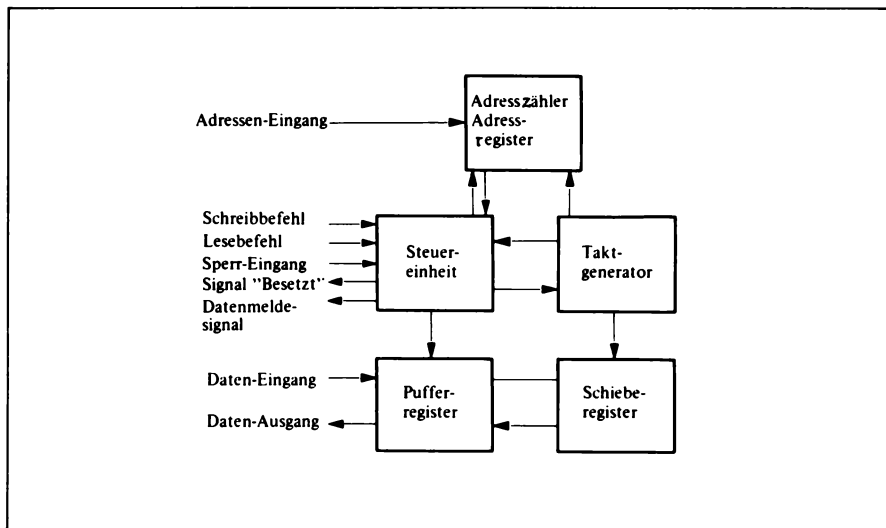 Adresszähler
Adress-
register
Adressen-Eingang
Schreibbefehl
Lesebefehl
Sperr-Eingang
Signal "Besetzt"
Datenmelde-
signal
Steuer-
einheit
Takt-
generator
Daten-Eingang
Daten-Ausgang
Puffer-
register
Schiebe-
register